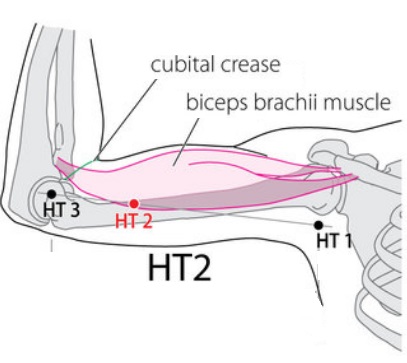 cubital crease
biceps brachii muscle
HT 3
HT 2
HT 1
HT2